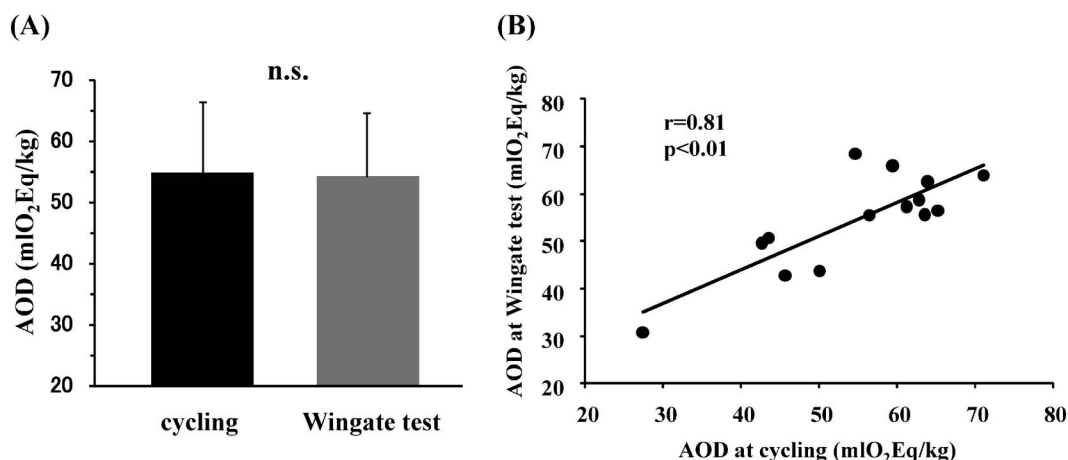 (A)
n.s.
AOD (mlO₂Eq/kg)
70
60
50
40
30
20
cycling
Wingate test
(B)
AOD at Wingate test (mlO₂Eq/kg)
80
70
60
50
40
30
20
r=0.81
p<0.01
20
40
50
60
70
80
AOD at cycling (mlO₂Eq/kg)